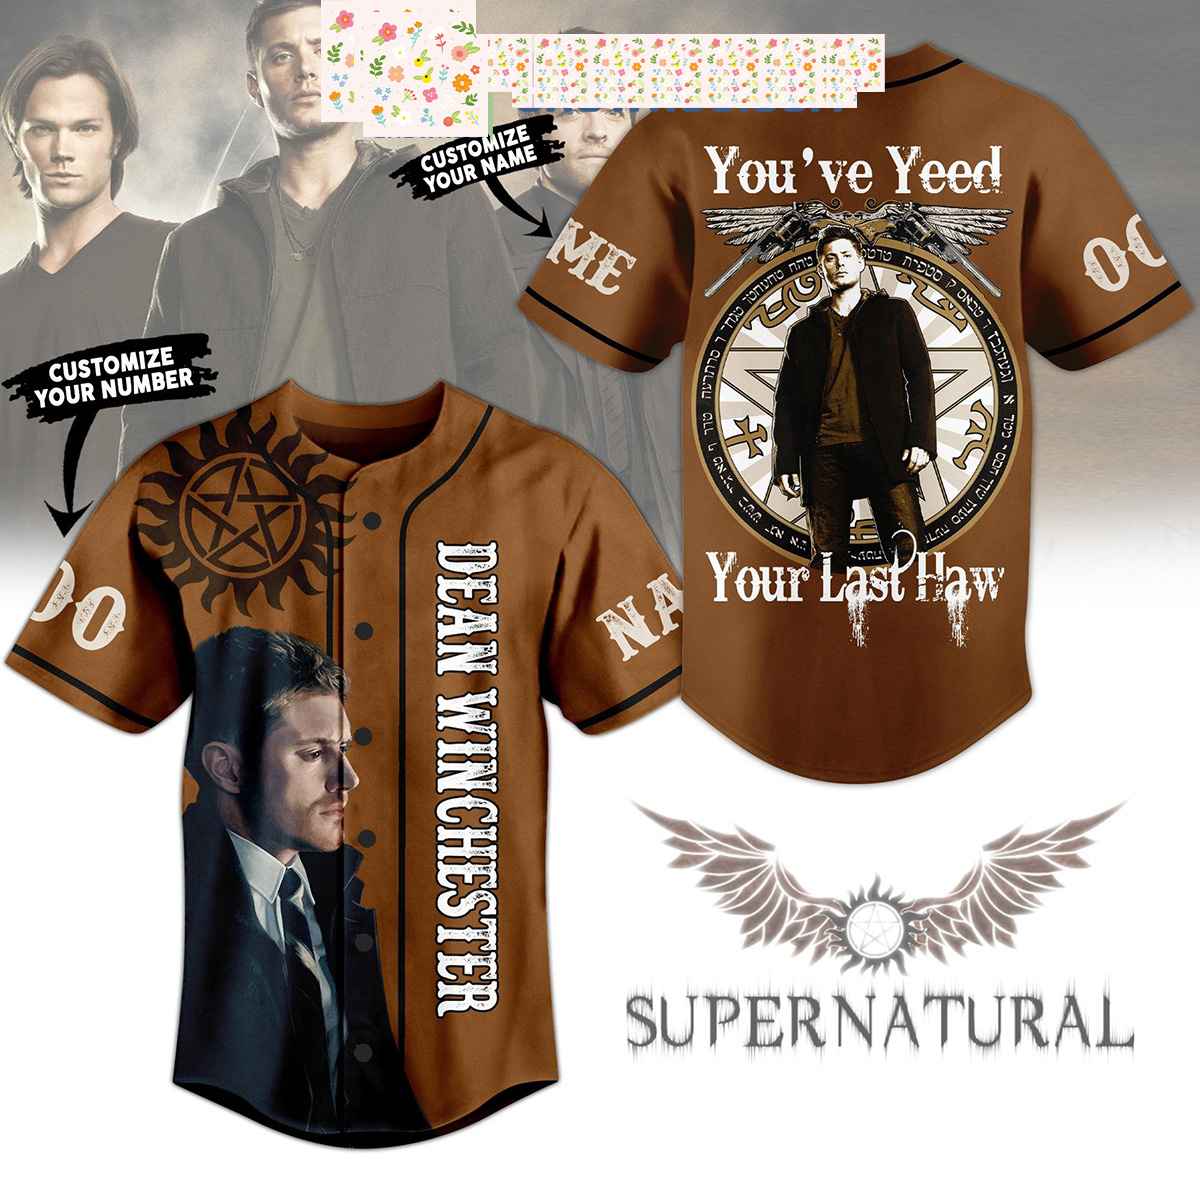 CUSTOMIZE
YOUR NAME
CUSTOMIZE
YOUR NUMBER
You've Yeed
ME
00
Your Last Haw
00
NA
DEAN WINCHESTER
SUPERNATURAL